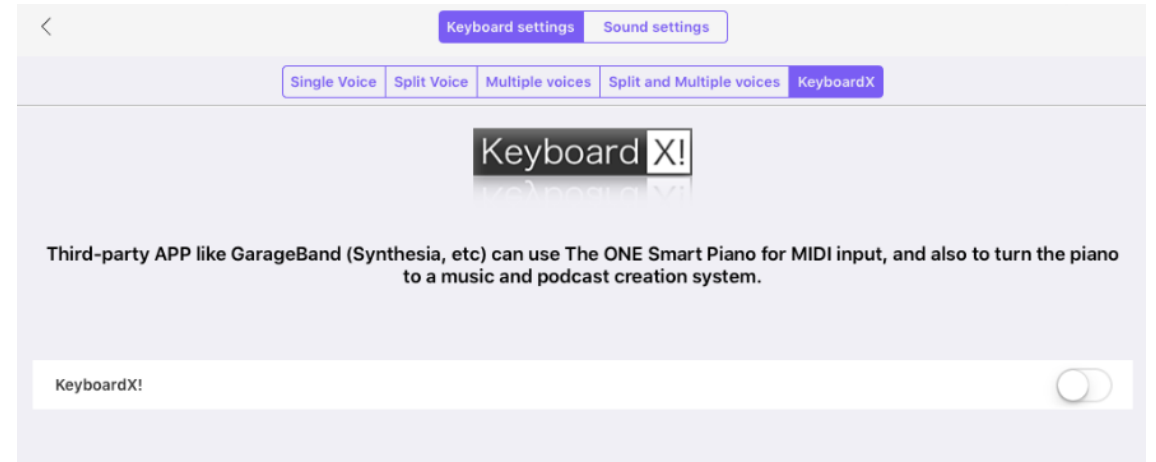 Keyboard settings Sound settings
Single Voice Split Voice Multiple voices Split and Multiple voices KeyboardX
Keyboard X!
Third-party APP like GarageBand (Synthesia, etc) can use The ONE Smart Piano for MIDI input, and also to turn the piano
to a music and podcast creation system.
KeyboardX!